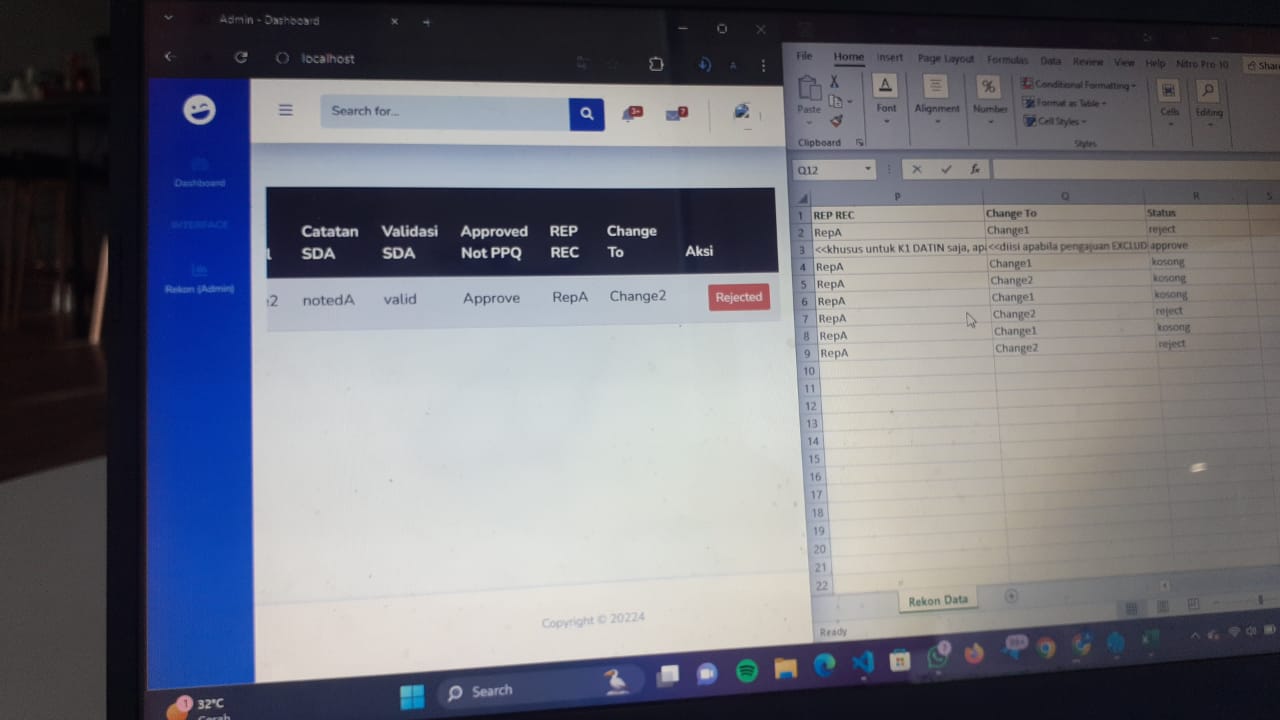 Admin - Dashboard
localhost
Search for...
3+
7
Dashboard
INTERFACE
Rekon (Admin)
Catatan SDA
Validasi SDA
Approved Not PPQ
REP REC
Change To
Aksi
notedA valid Approve RepA Change2 Rejected
Copyright © 20224
File Home Insert Page Layout Formulas Data Review View Help Nitro Pro 10 Shar
Paste
Clipboard
Font
Alignment
Number
Conditional Formatting
Format as Table
Cell Styles
Styles
Cells
Editing
Q12
fx
P Q R S
1 REP REC Change To Status
2 RepA Change1 reject
3 <<khusus untuk K1 DATIN saja, apa <<diisi apabila pengajuan EXCLUD approve
4 RepA Change1 kosong
5 RepA Change2 kosong
6 RepA Change1 kosong
7 RepA Change2 reject
8 RepA Change1 kosong
9 RepA Change2 reject
10
11
12
13
14
15
16
17
18
19
20
21
22
Rekon Data
Ready
1
32°C
Cerah
Search
99+